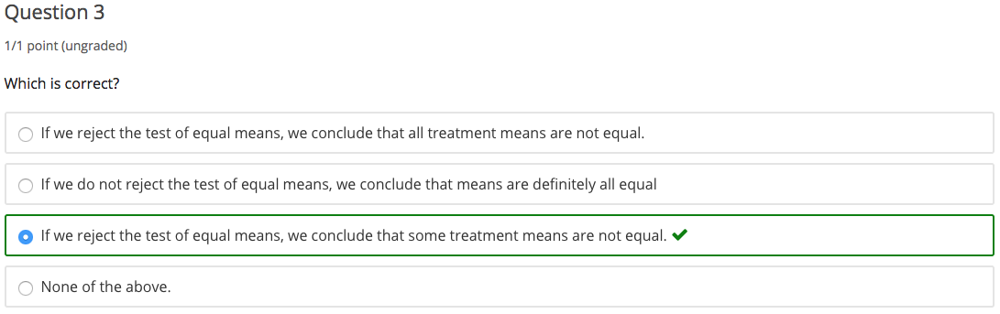 Question 3
1/1 point (ungraded)
Which is correct?
If we reject the test of equal means, we conclude that all treatment means are not equal.
If we do not reject the test of equal means, we conclude that means are definitely all equal
If we reject the test of equal means, we conclude that some treatment means are not equal.
None of the above.